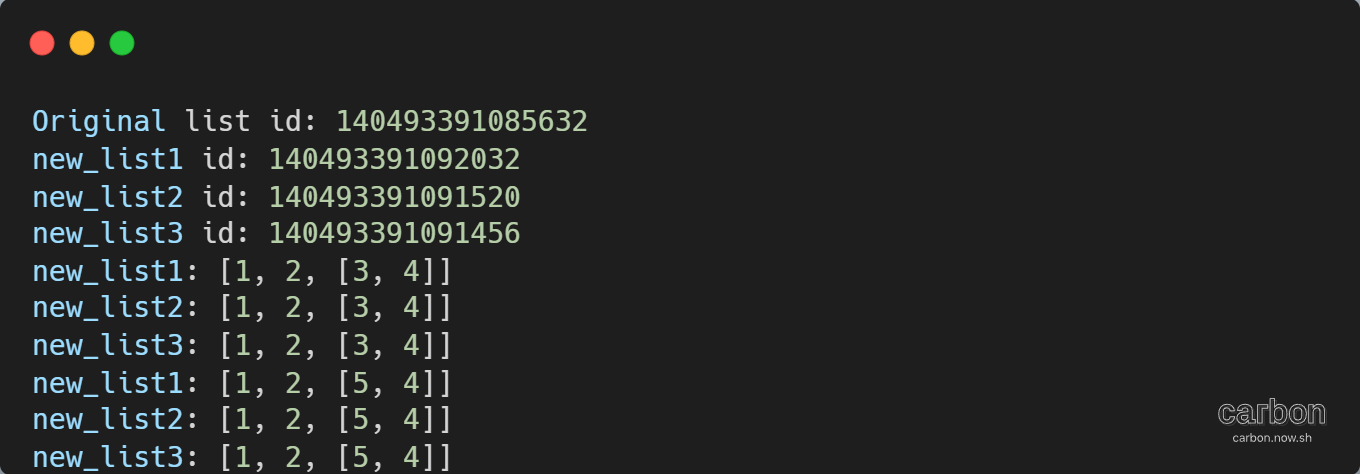 Original list id: 140493391085632
new_list1 id: 140493391092032
new_list2 id: 140493391091520
new_list3 id: 140493391091456
new_list1: [1, 2, [3, 4]]
new_list2: [1, 2, [3, 4]]
new_list3: [1, 2, [3, 4]]
new_list1: [1, 2, [5, 4]]
new_list2: [1, 2, [5, 4]]
new_list3: [1, 2, [5, 4]]
carbon
carbon.now.sh